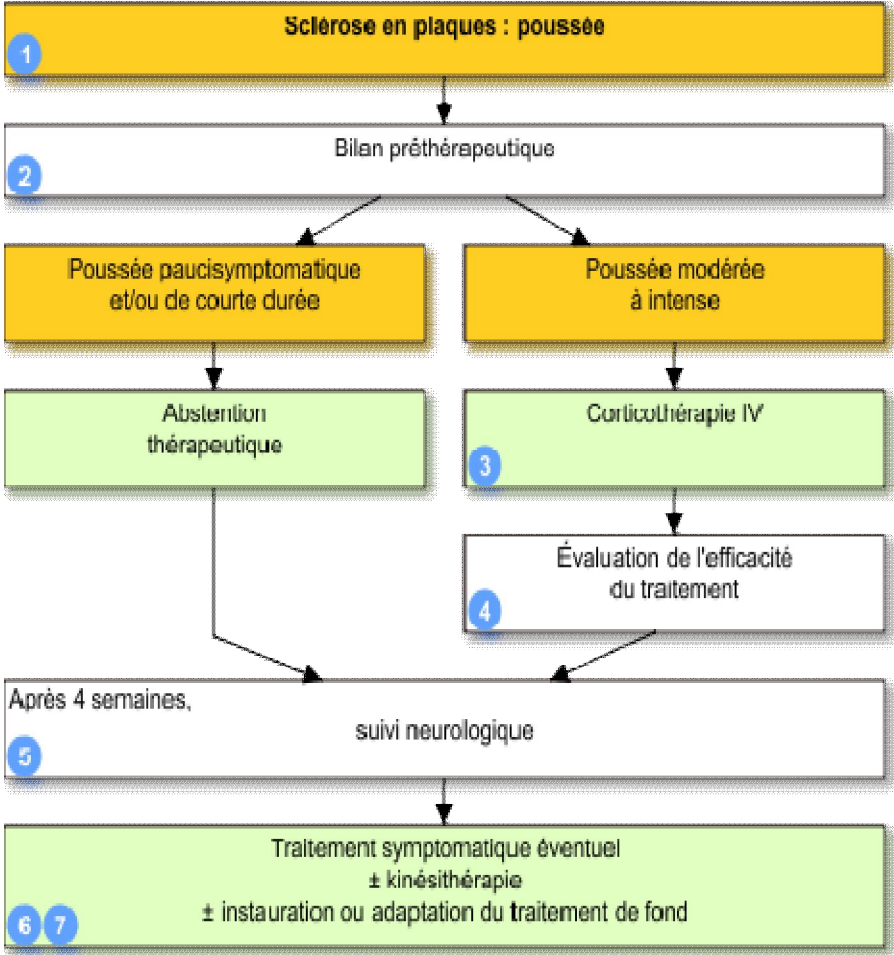 Sclérose en plaques : poussée
1
Bilan préthérapeutique
2
Poussée paucisymptomatique
et/ou de courte durée
Poussée modérée
à intense
Abstention
thérapeutique
Corticothérapie IV
3
Évaluation de l'efficacité
du traitement
4
Après 4 semaines,
suivi neurologique
5
Traitement symptomatique éventuel
± kinésithérapie
± instauration ou adaptation du traitement de fond
6 7